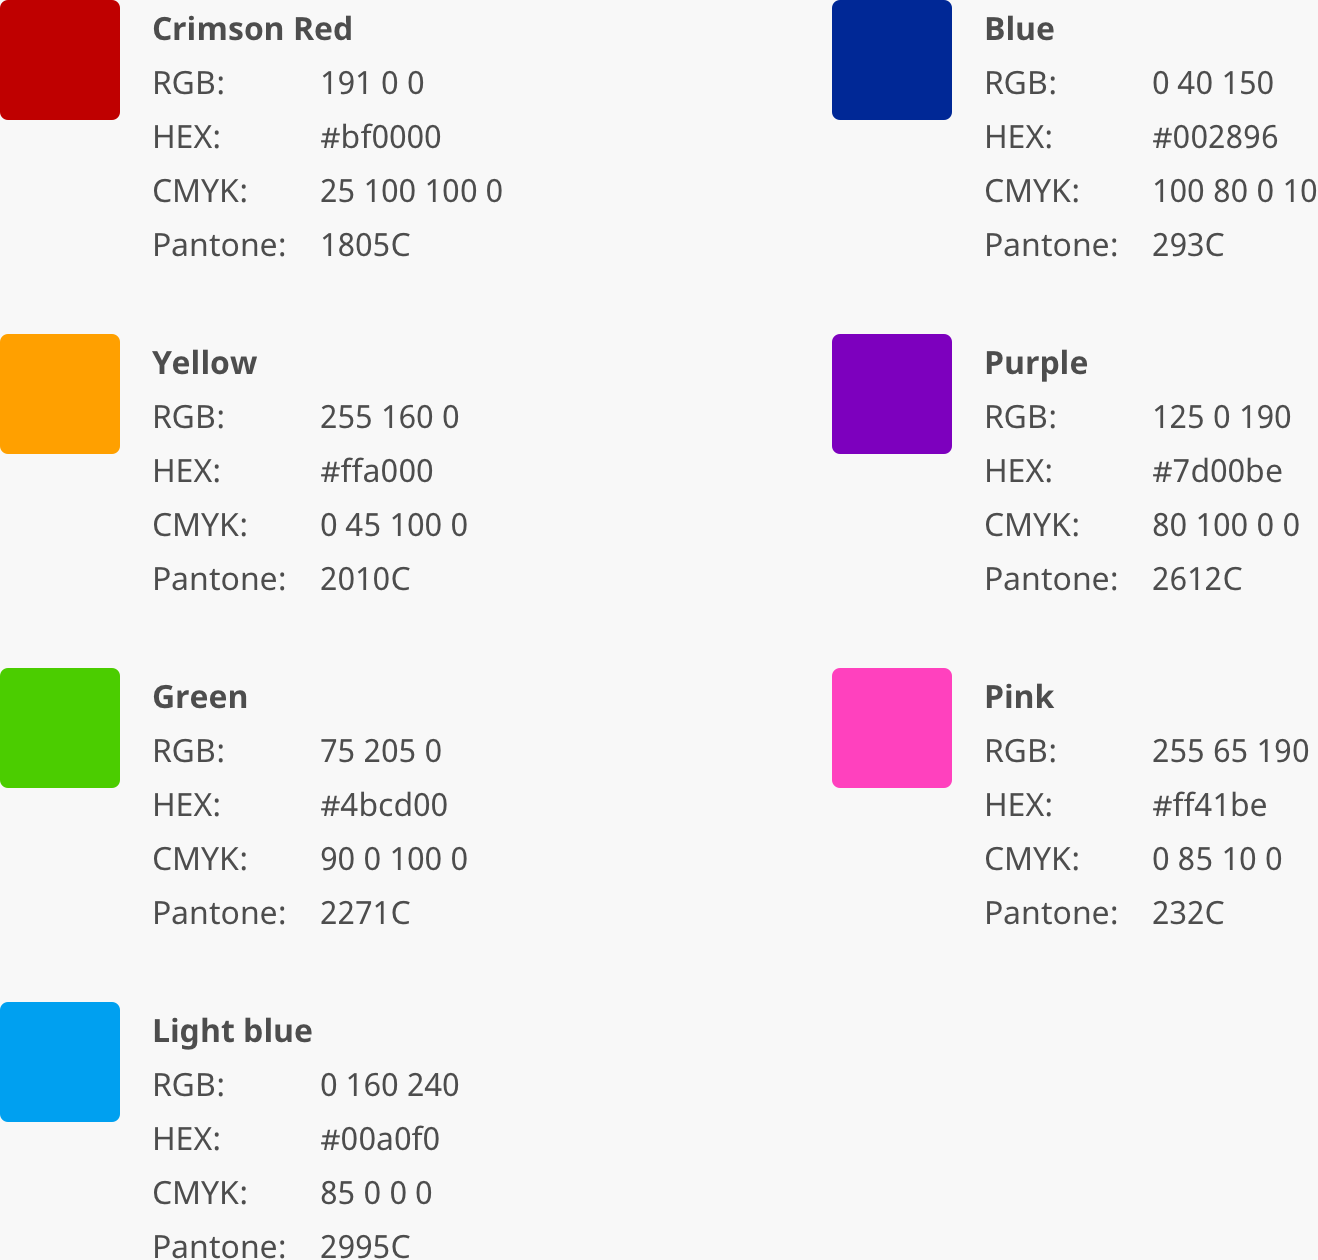 Crimson Red
RGB: 191 0 0
HEX: #bf0000
CMYK: 25 100 100 0
Pantone: 1805C
Blue
RGB: 0 40 150
HEX: #002896
CMYK: 100 80 0 10
Pantone: 293C
Yellow
RGB: 255 160 0
HEX: #ffa000
CMYK: 0 45 100 0
Pantone: 2010C
Purple
RGB: 125 0 190
HEX: #7d00be
CMYK: 80 100 0 0
Pantone: 2612C
Green
RGB: 75 205 0
HEX: #4bcd00
CMYK: 90 0 100 0
Pantone: 2271C
Pink
RGB: 255 65 190
HEX: #ff41be
CMYK: 0 85 10 0
Pantone: 232C
Light blue
RGB: 0 160 240
HEX: #00a0f0
CMYK: 85 0 0 0
Pantone: 2995C